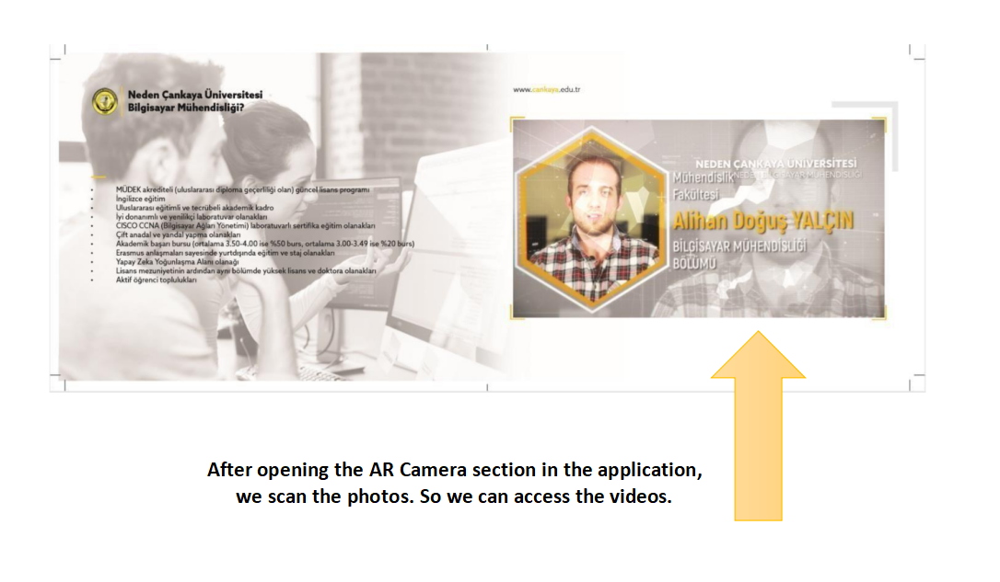 Neden Çankaya Üniversitesi
Bilgisayar Mühendisliği?
• MÜDEK akrediteli (uluslararası diploma geçerliliği olan) güncel lisans programı
• İngilizce eğitim
• Uluslararası eğitimli ve tecrübeli akademik kadro
• İyi donanımlı ve yenilikçi laboratuvar olanakları
• CISCO CCNA (Bilgisayar Ağları Yönetimi) laboratuvarlı sertifika eğitim olanakları
• Çift anadal ve yandal yapma olanakları
• Akademik başarı bursu (ortalama 3.50-4.00 ise %50 burs, ortalama 3.00-3.49 ise %20 burs)
• Erasmus anlaşmaları sayesinde yurtdışında eğitim ve staj olanakları
• Yapay Zeka Yoğunlaşma Alanı olanağı
• Lisans mezuniyetinin ardından aynı bölümde yüksek lisans ve doktora olanakları
• Aktif öğrenci toplulukları
www.cankaya.edu.tr
NEDEN ÇANKAYA ÜNİVERSİTESİ
NEDEN BİLGİSAYAR MÜHENDİSLİĞİ
Mühendislik
Fakültesi
Alihan Doğuş YALÇIN
BİLGİSAYAR MÜHENDİSLİĞİ
BÖLÜMÜ
After opening the AR Camera section in the application,
we scan the photos. So we can access the videos.